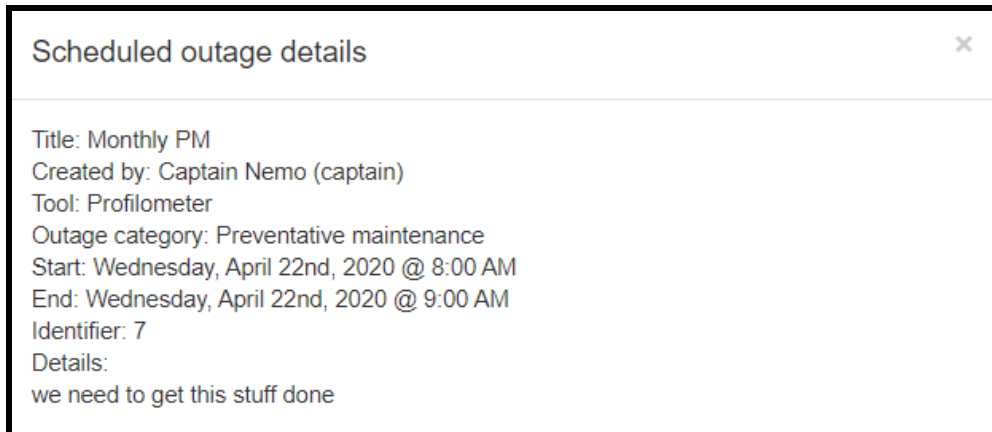 Scheduled outage details
×
Title: Monthly PM
Created by: Captain Nemo (captain)
Tool: Profilometer
Outage category: Preventative maintenance
Start: Wednesday, April 22nd, 2020 @ 8:00 AM
End: Wednesday, April 22nd, 2020 @ 9:00 AM
Identifier: 7
Details:
we need to get this stuff done